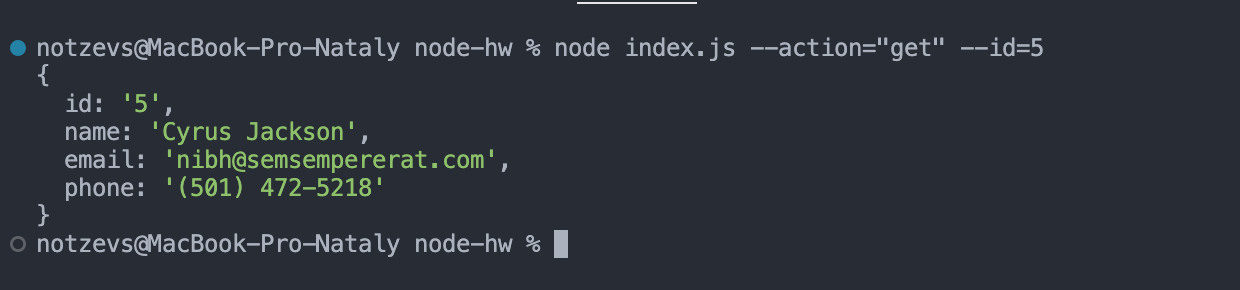 notzevs@MacBook-Pro-Nataly node-hw % node index.js --action="get" --id=5
{
  id: '5',
  name: 'Cyrus Jackson',
  email: 'nibh@semsempererat.com',
  phone: '(501) 472-5218'
}
notzevs@MacBook-Pro-Nataly node-hw %